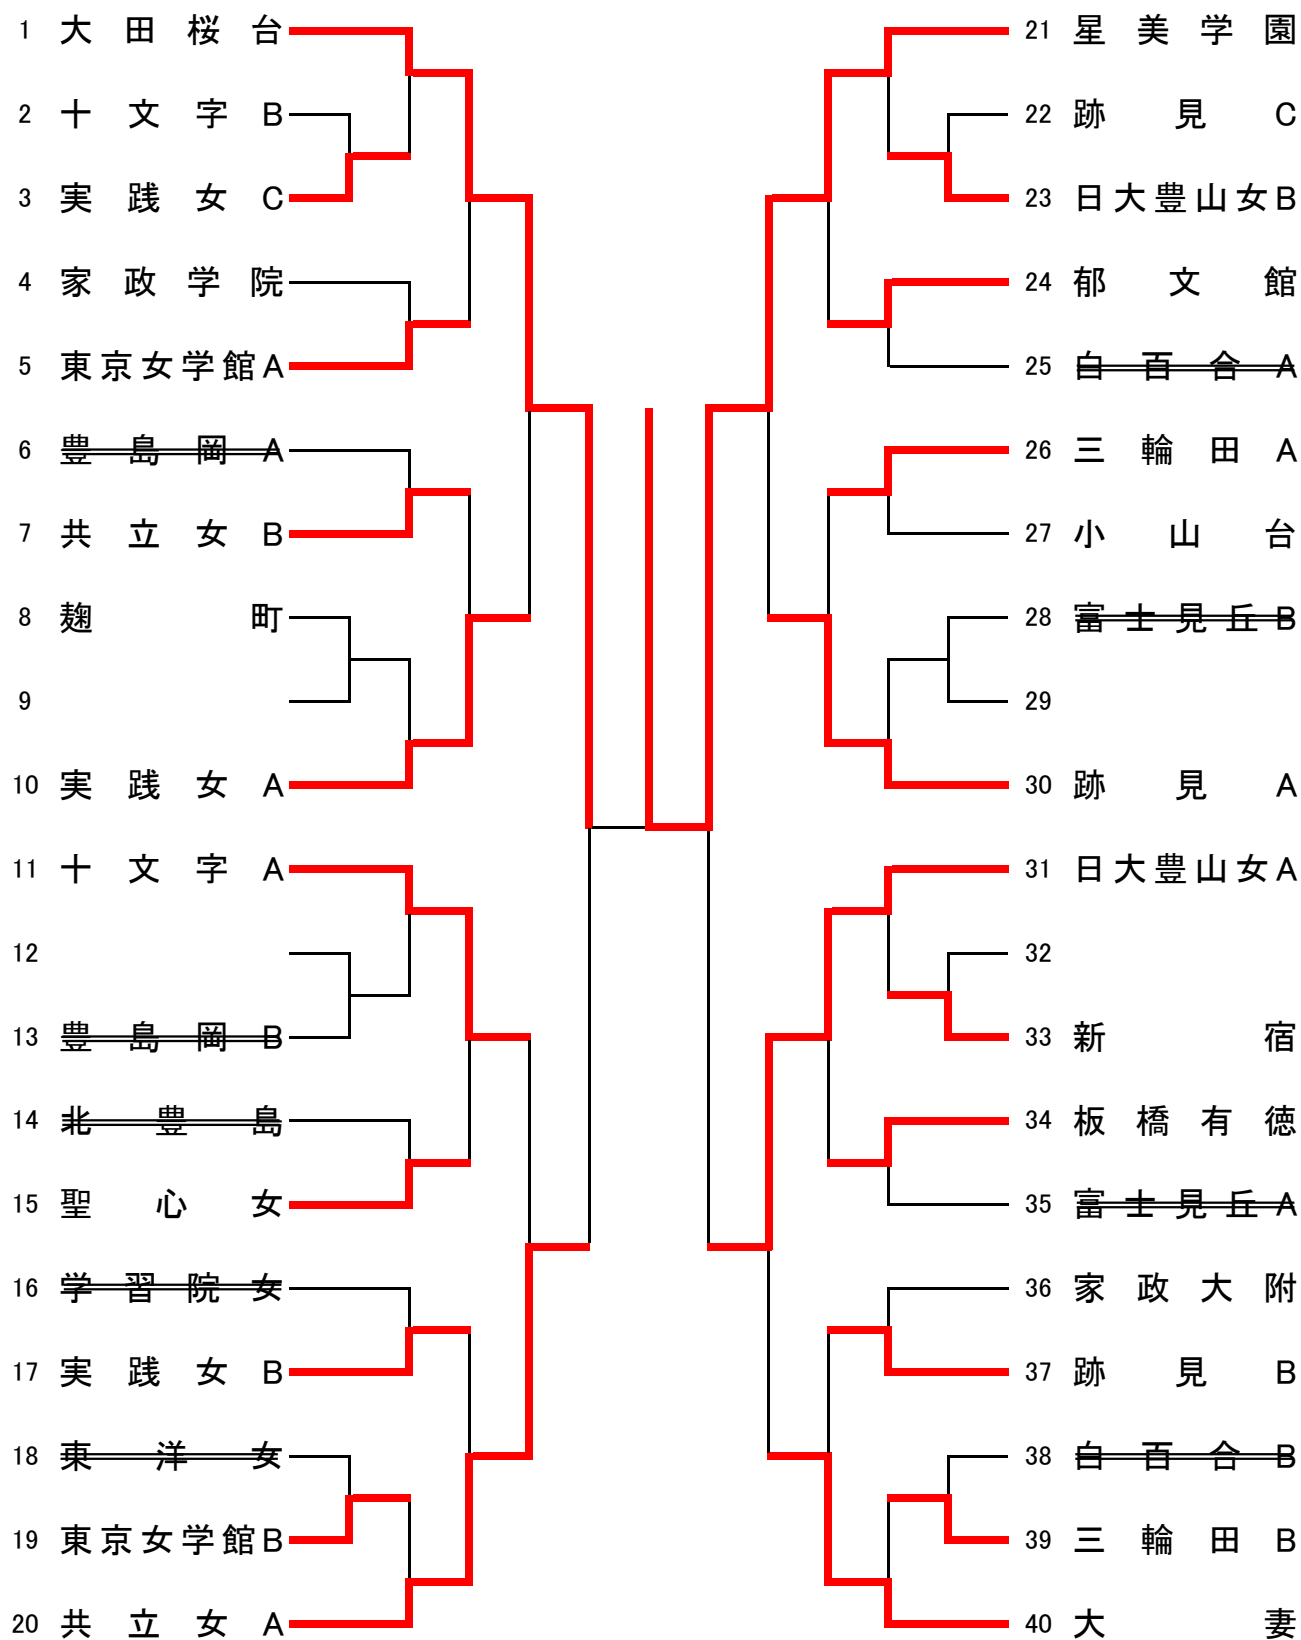 1 大田桜台
2 十文字B
3 実践女C
4 家政学院
5 東京女学館A
6 豊島岡A
7 共立女B
8 麹町
9
10 実践女A
11 十文字A
12
13 豊島岡B
14 北豊島
15 聖心女
16 学習院女
17 実践女B
18 東洋女
19 東京女学館B
20 共立女A
21 星美学園
22 跡見C
23 日大豊山女B
24 郁文館
25 白百合A
26 三輪田A
27 小山台
28 富士見丘B
29
30 跡見A
31 日大豊山女A
32
33 新宿
34 板橋有徳
35 富士見丘A
36 家政大附
37 跡見B
38 白百合B
39 三輪田B
40 大妻